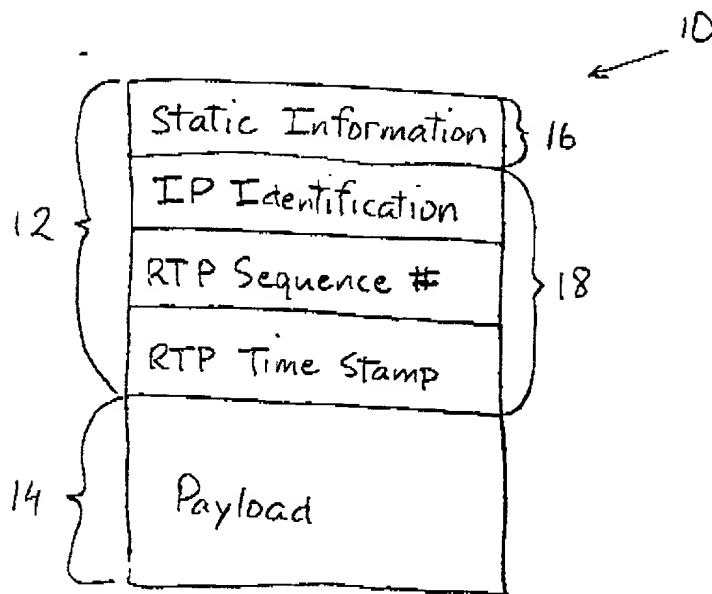 10
Static Information
16
IP Identification
12
RTP Sequence #
18
RTP Time Stamp
14
Payload